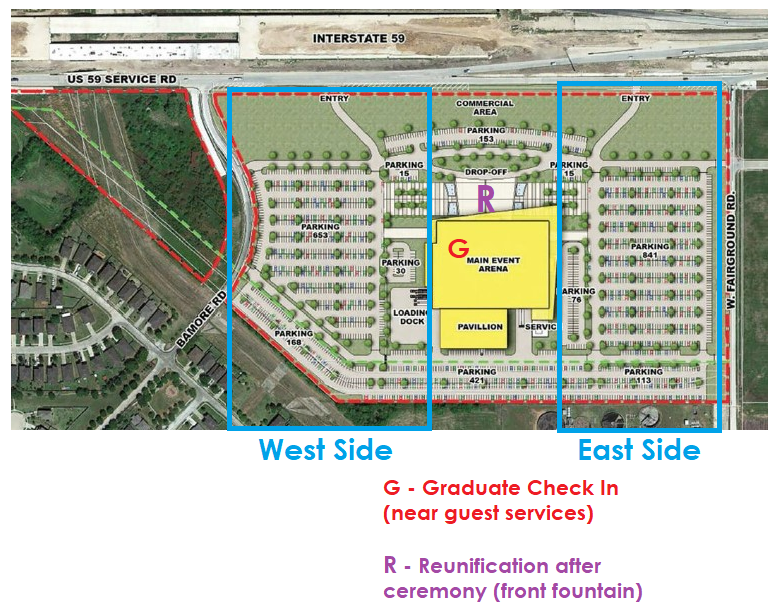 INTERSTATE 59
US 59 SERVICE RD
ENTRY
COMMERCIAL
AREA
ENTRY
PARKING
153
PARKING
15
DROP-OFF
PARKING
15
R
PARKING
653
G
MAIN EVENT
ARENA
PARKING
30
PARKING
841
W. FAIRGROUND RD
ARKING
76
BAMORE RD
LOADING
DOCK
PAVILLION
SERVIC
PARKING
168
PARKING
421
PARKING
113
West Side
East Side
G - Graduate Check In
(near guest services)
R - Reunification after
ceremony (front fountain)